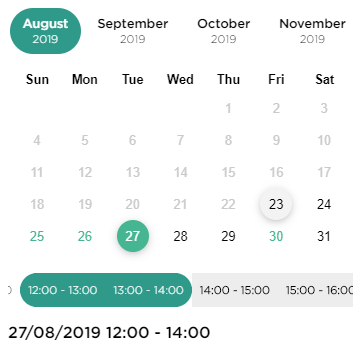 August September October November
2019 2019 2019 2019
Sun Mon Tue Wed Thu Fri Sat
1 2 3
4 5 6 7 8 9 10
11 12 13 14 15 16 17
18 19 20 21 22 23 24
25 26 27 28 29 30 31
12:00 - 13:00 13:00 - 14:00 14:00 - 15:00 15:00 - 16:00
27/08/2019 12:00 - 14:00